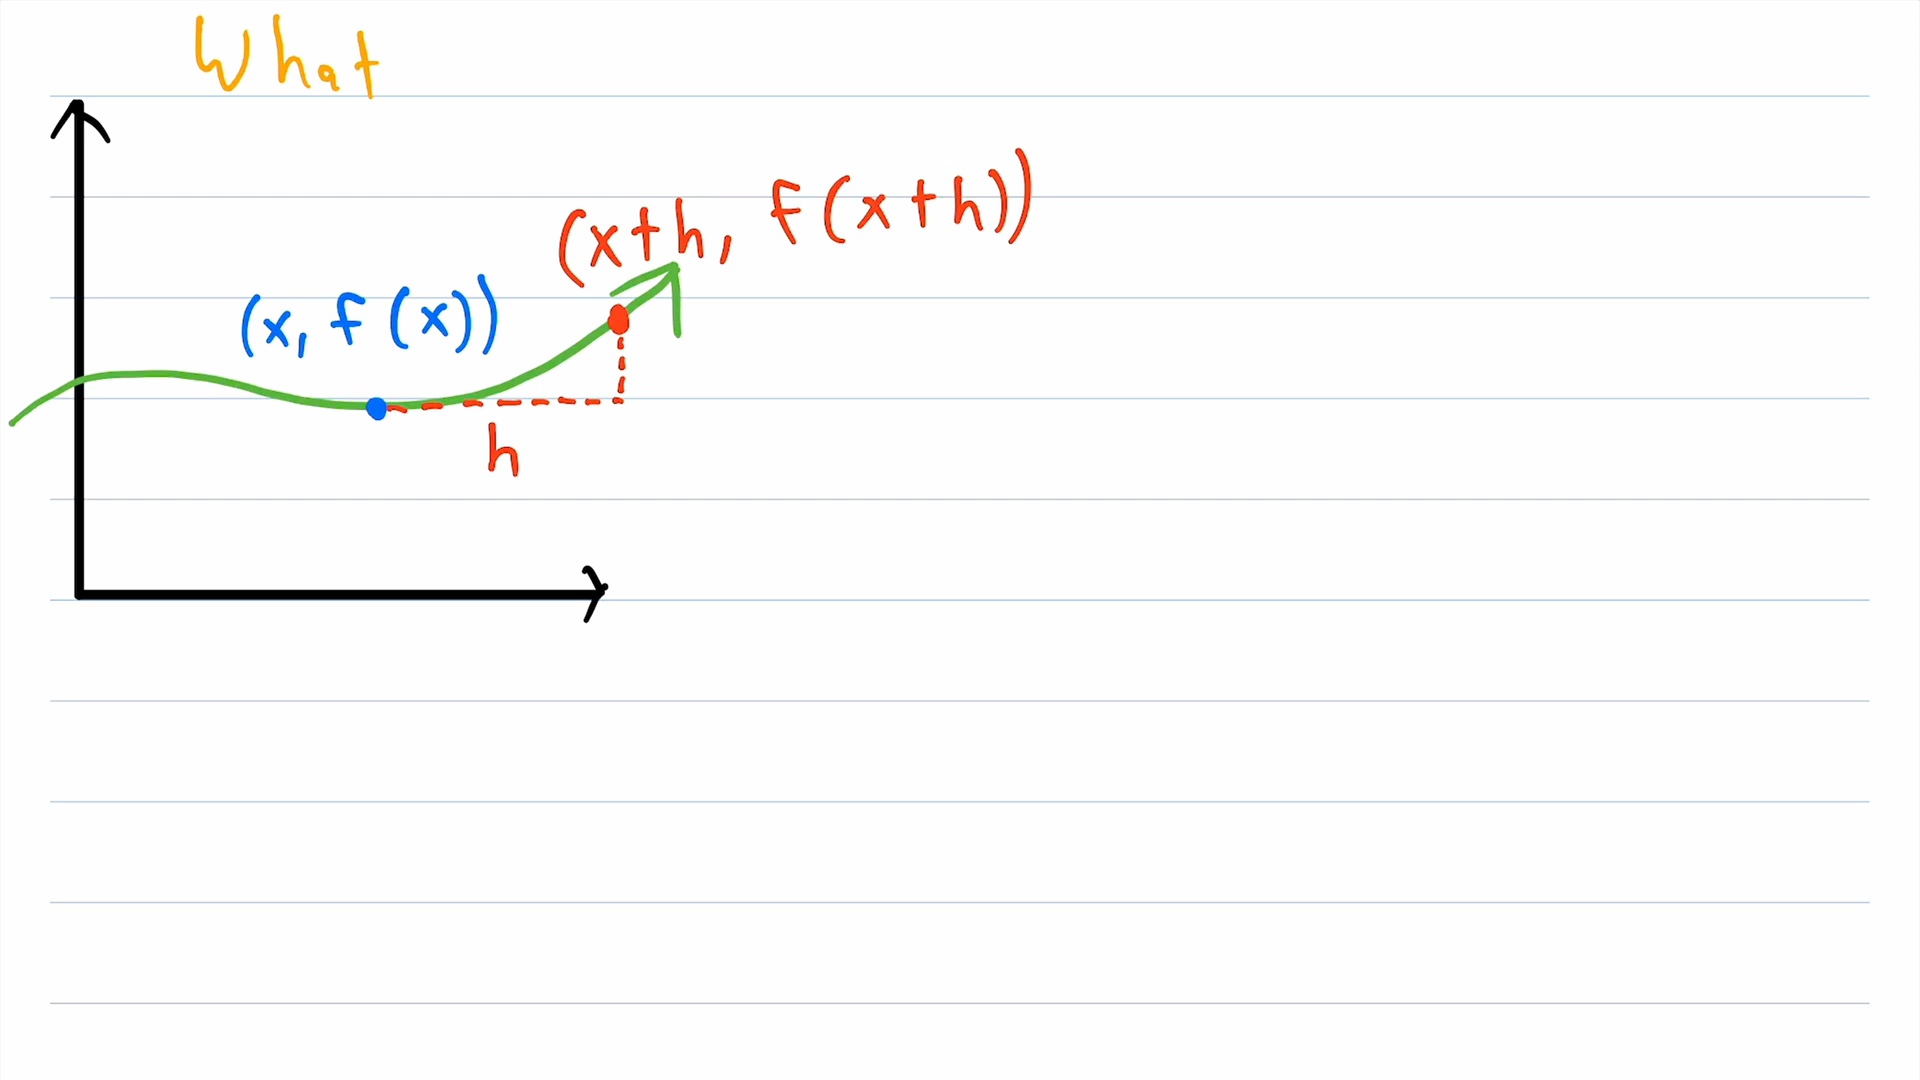 What
(x+h, f(x+h))
(x, f(x))
h